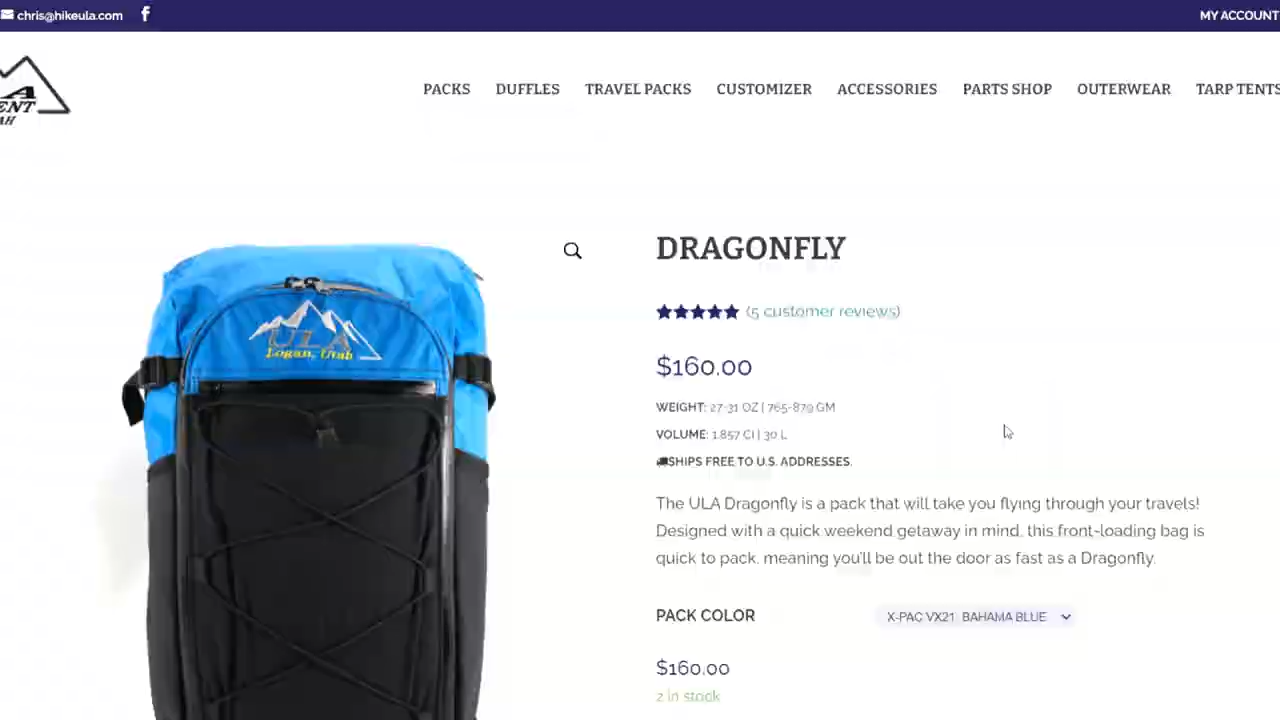 chris@hikeula.com
MY ACCOUNT
A
ENT
AH
PACKS DUFFLES TRAVEL PACKS CUSTOMIZER ACCESSORIES PARTS SHOP OUTERWEAR TARP TENTS
ULA
Logan, Utah
DRAGONFLY
(5 customer reviews)
$160.00
WEIGHT: 27-31 OZ | 765-879 GM
VOLUME: 1,857 CI | 30 L
SHIPS FREE TO U.S. ADDRESSES.
The ULA Dragonfly is a pack that will take you flying through your travels!
Designed with a quick weekend getaway in mind, this front-loading bag is
quick to pack, meaning you'll be out the door as fast as a Dragonfly.
PACK COLOR X-PAC VX21 BAHAMA BLUE
$160.00
2 in stock